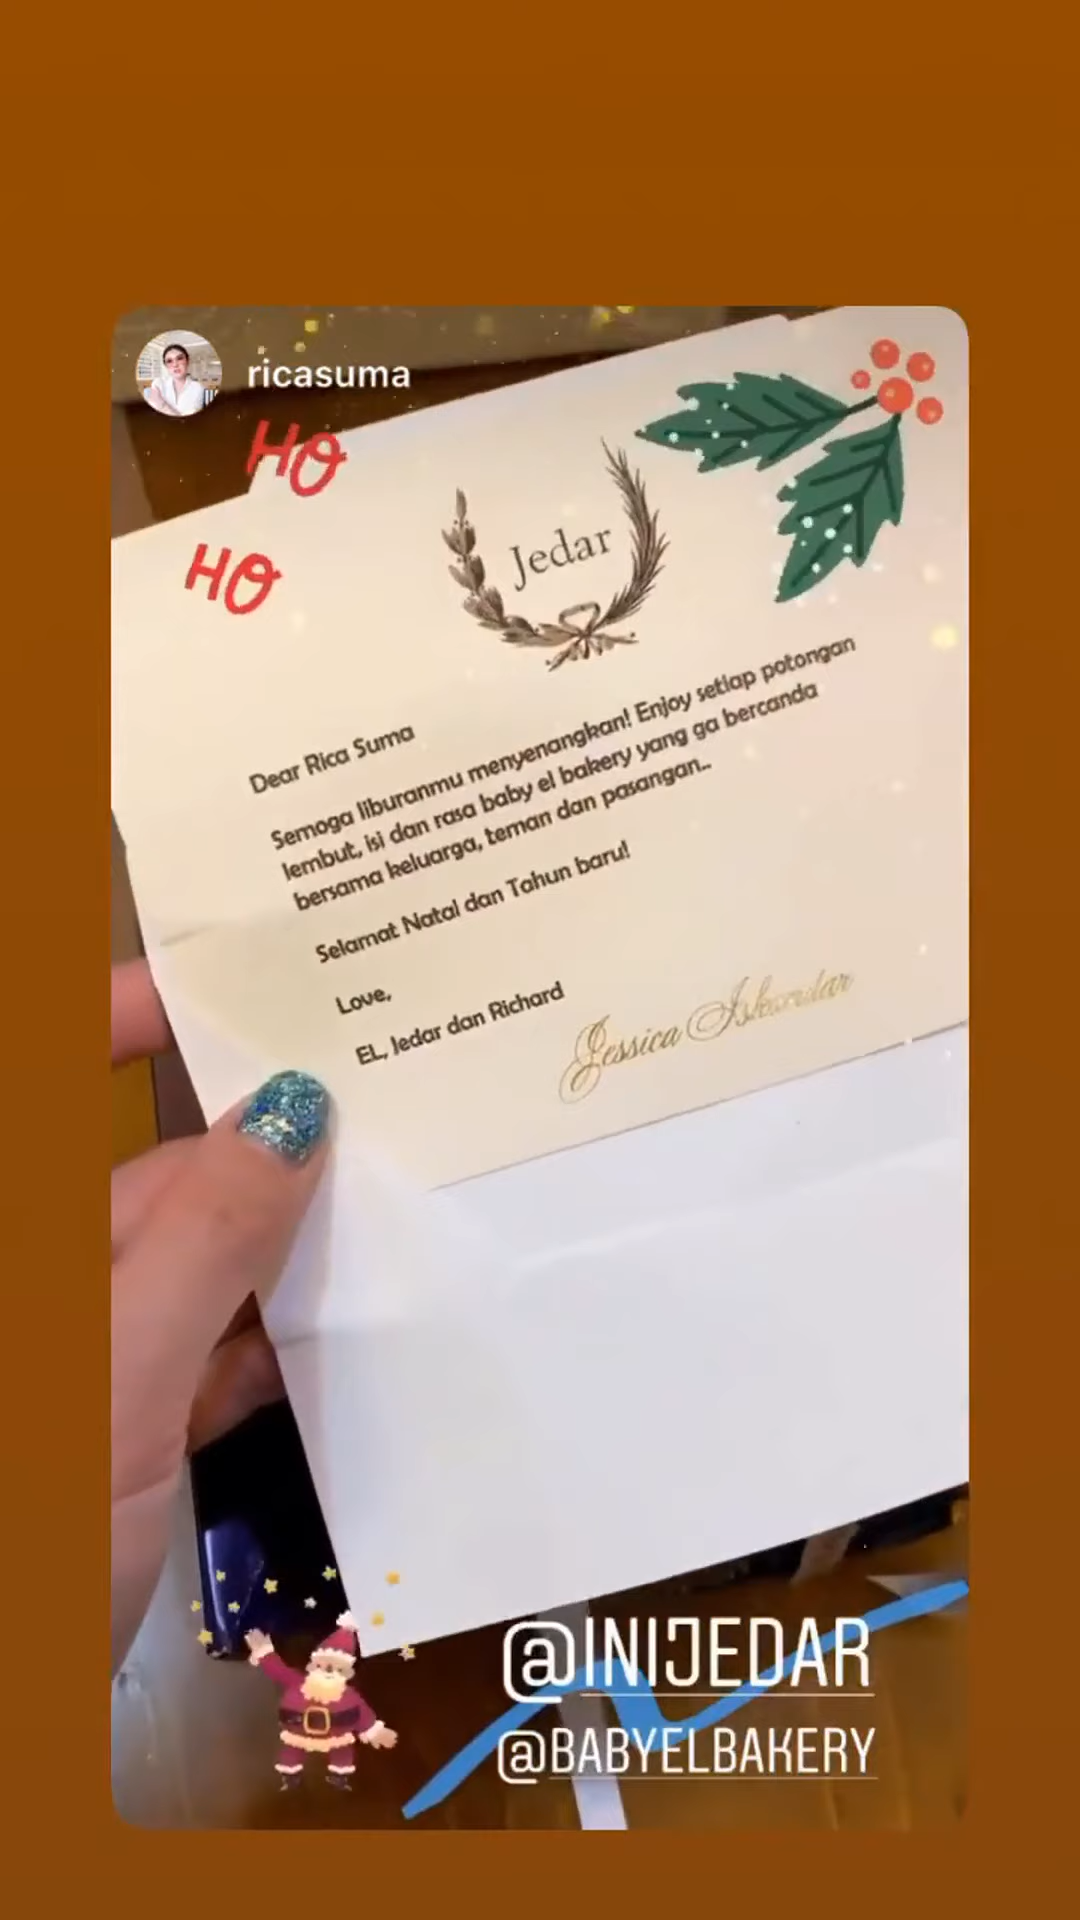 ricasuma
HO
HO
Jedar
Dear Rica Suma
Semoga liburanmu menyenangkan! Enjoy setiap potongan
lembut, isi dan rasa baby el bakery yang ga bercanda
bersama keluarga, teman dan pasangan..
Selamat Natal dan Tahun baru!
Love,
EL, Jedar dan Richard
Jessica Iskandar
@INIJEDAR
@BABYELBAKERY